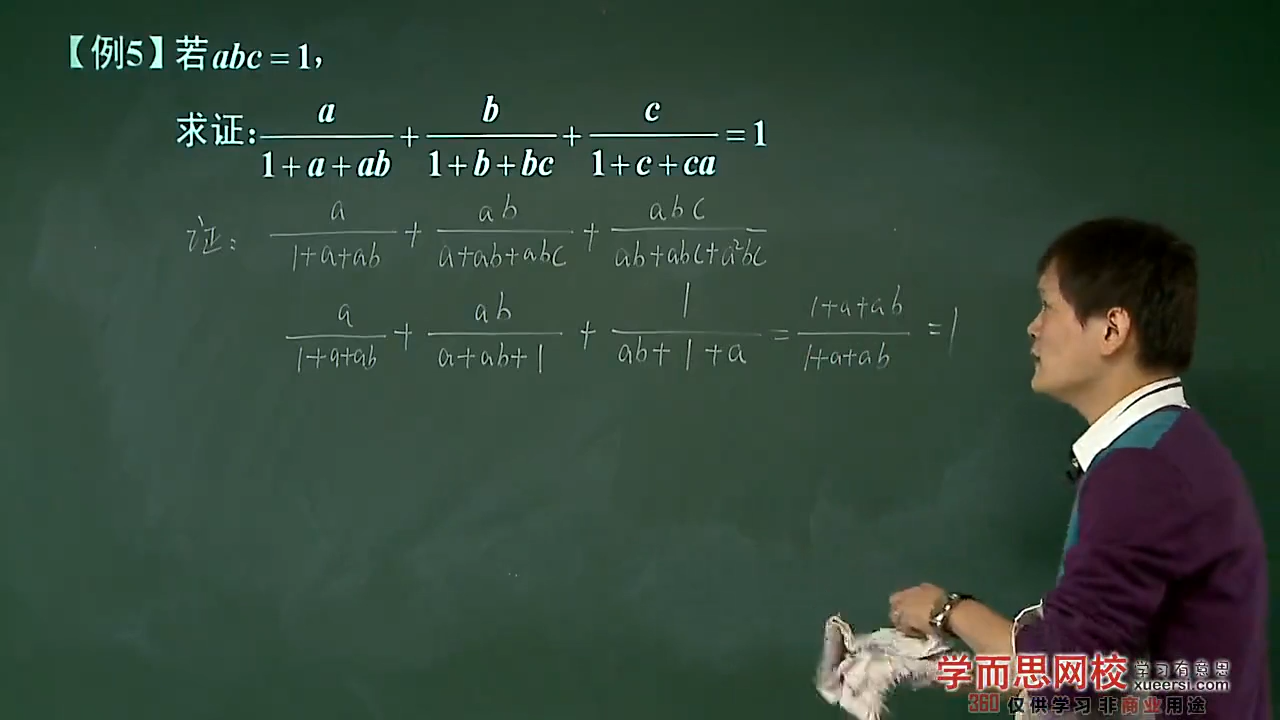 【例5】若abc=1,
求证: a/(1+a+ab) + b/(1+b+bc) + c/(1+c+ca) = 1
证: a/(1+a+ab) + ab/(a+ab+abc) + abc/(ab+abc+a²bc)
a/(1+a+ab) + ab/(a+ab+1) + 1/(ab+1+a) = (1+a+ab)/(1+a+ab) = 1
学而思网校 学习有意思
xueersi.com
360 仅供学习 非商业用途